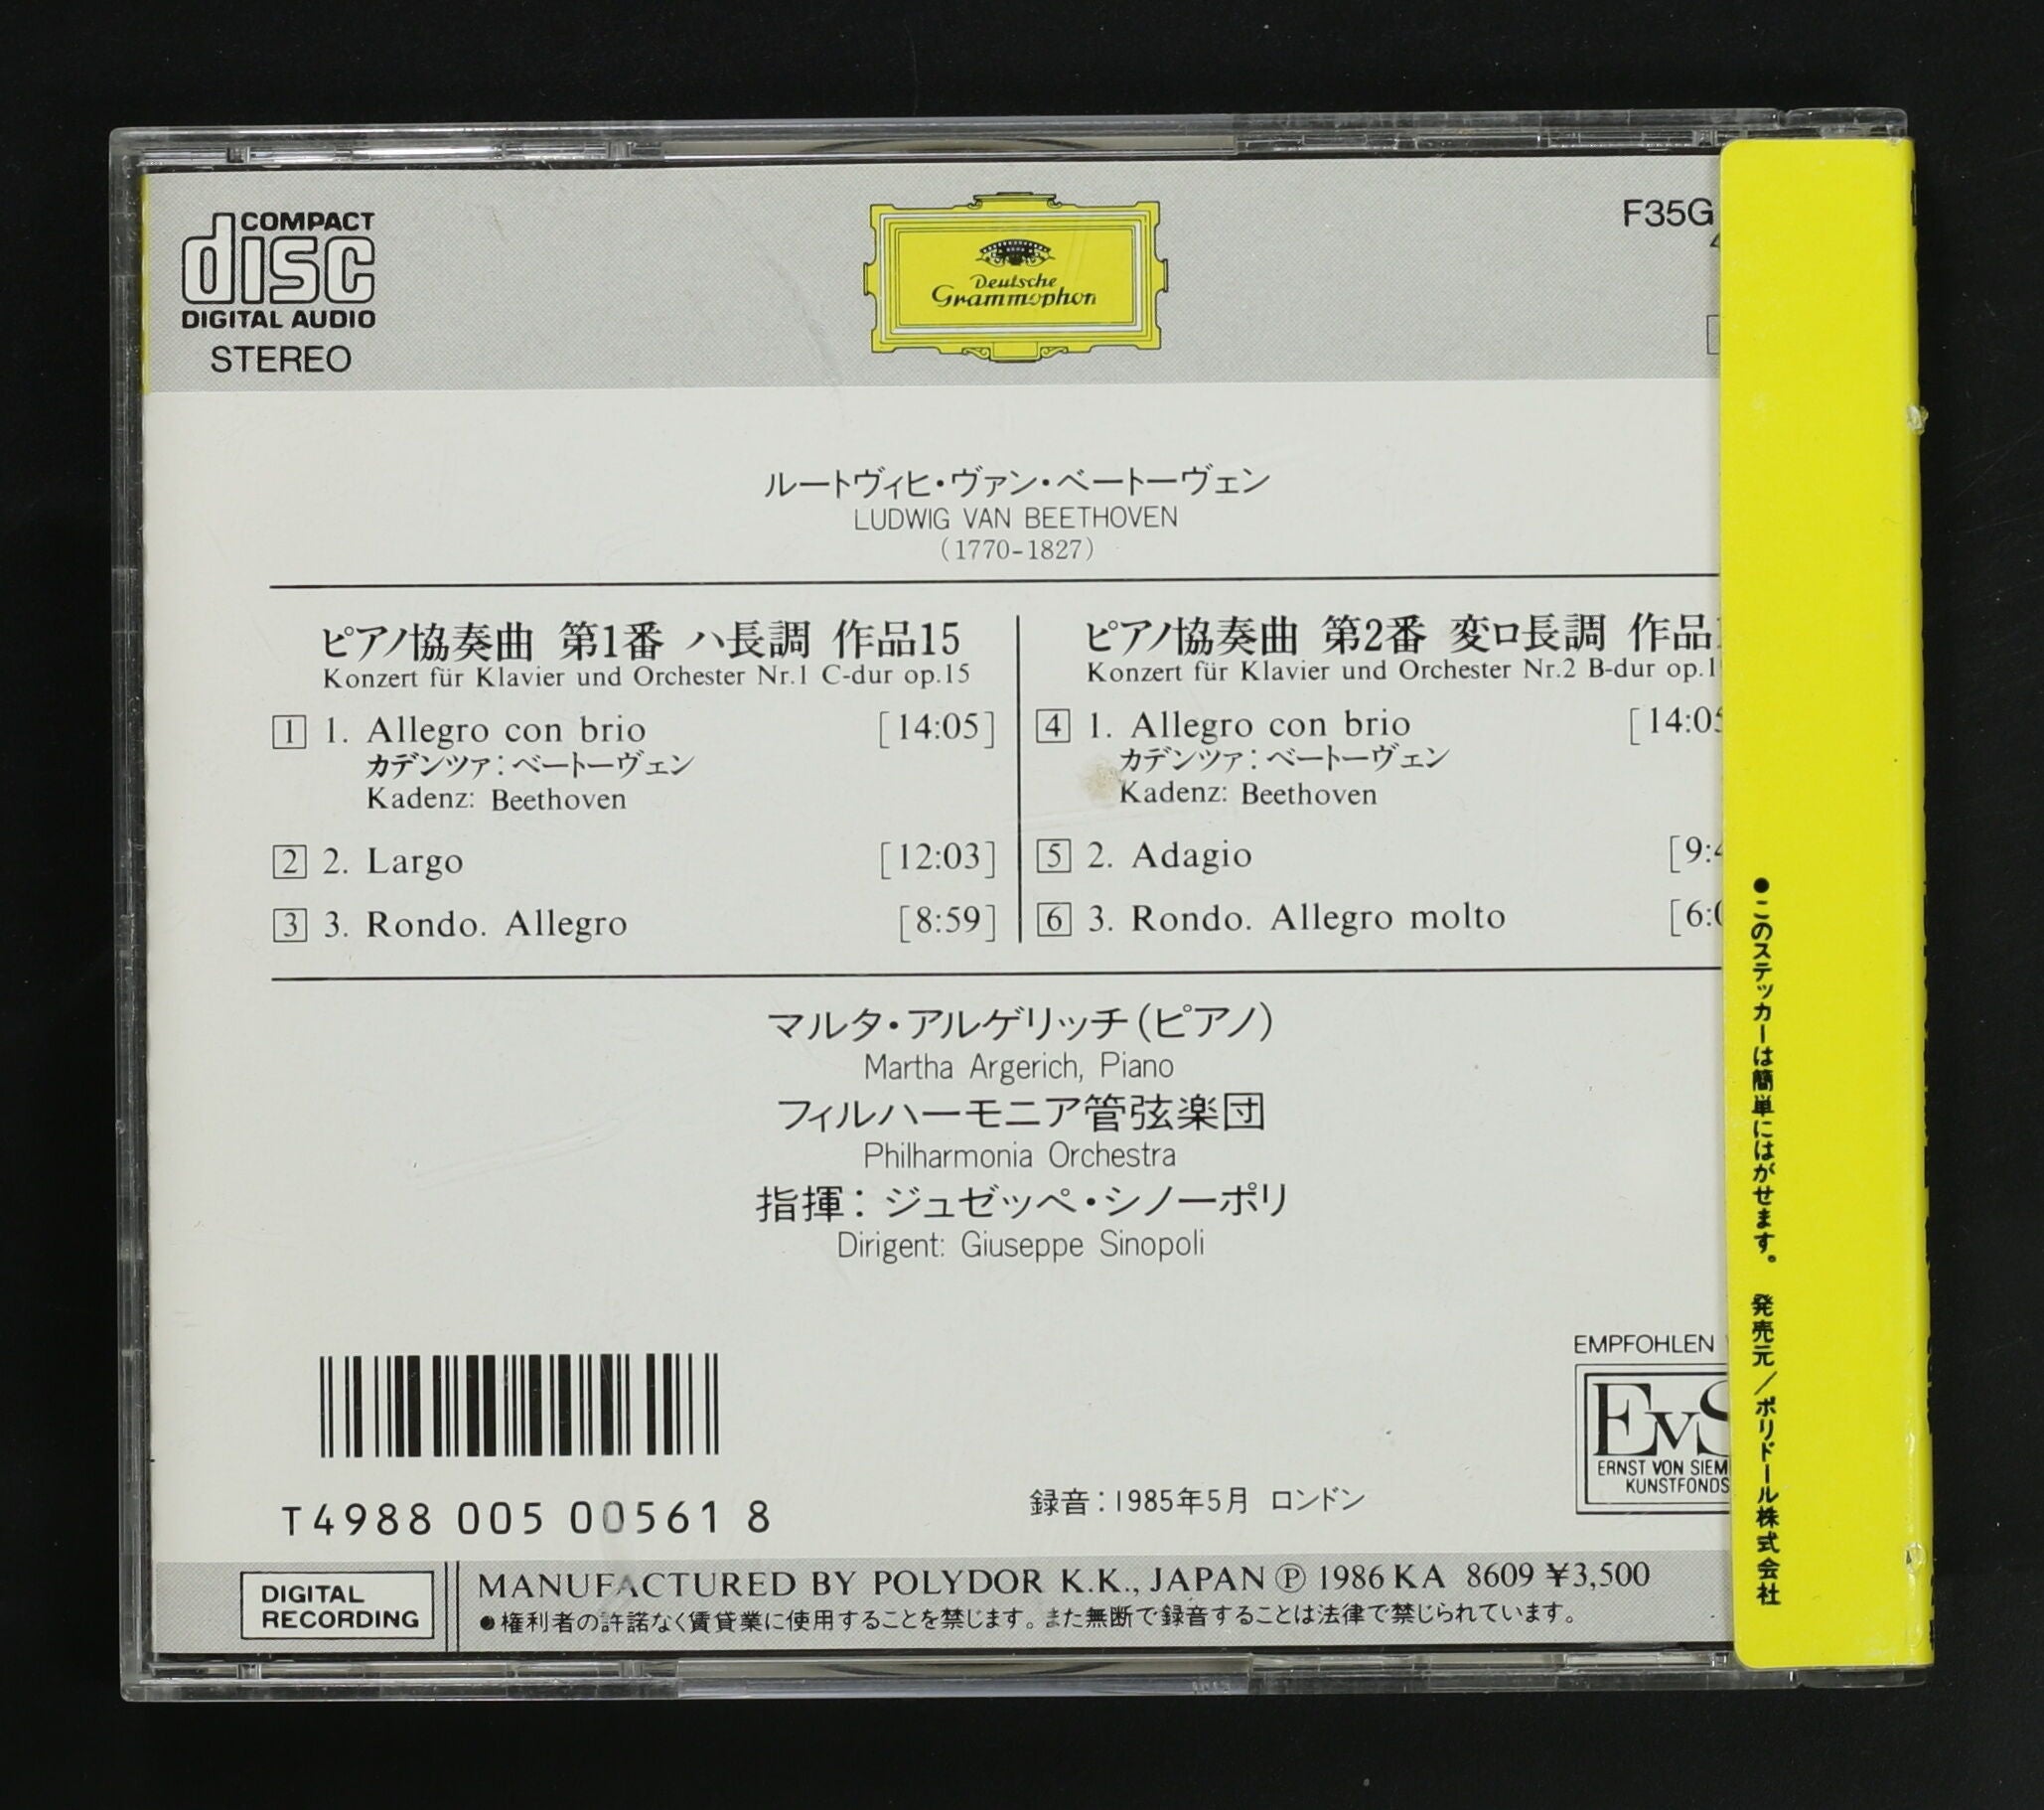 COMPACT
disc
DIGITAL AUDIO
STEREO
Deutsche
Grammophon
F35G
ルートヴィヒ・ヴァン・ベートーヴェン
LUDWIG VAN BEETHOVEN
(1770-1827)
ピアノ協奏曲 第1番 ハ長調 作品15
Konzert für Klavier und Orchester Nr.1 C-dur op.15
1 1. Allegro con brio [14:05]
カデンツァ:ベートーヴェン
Kadenz: Beethoven
2 2. Largo [12:03]
3 3. Rondo. Allegro [8:59]
ピアノ協奏曲 第2番 変ロ長調 作品
Konzert für Klavier und Orchester Nr.2 B-dur op.1
4 1. Allegro con brio [14:05
カデンツァ:ベートーヴェン
Kadenz: Beethoven
5 2. Adagio [9:4
6 3. Rondo. Allegro molto [6:0
マルタ・アルゲリッチ(ピアノ)
Martha Argerich, Piano
フィルハーモニア管弦楽団
Philharmonia Orchestra
指揮:ジュゼッペ・シノーポリ
Dirigent: Giuseppe Sinopoli
T4988 005 00561 8
録音:1985年5月 ロンドン
EMPFOHLEN
EvS
ERNST VON SIEM
KUNSTFONDS
DIGITAL
RECORDING
MANUFACTURED BY POLYDOR K.K., JAPAN Ⓟ 1986 KA 8609 ¥3,500
●権利者の許諾なく賃貸業に使用することを禁じます。また無断で録音することは法律で禁じられています。
●このステッカーは簡単にはがせます。 発売元/ポリドール株式会社